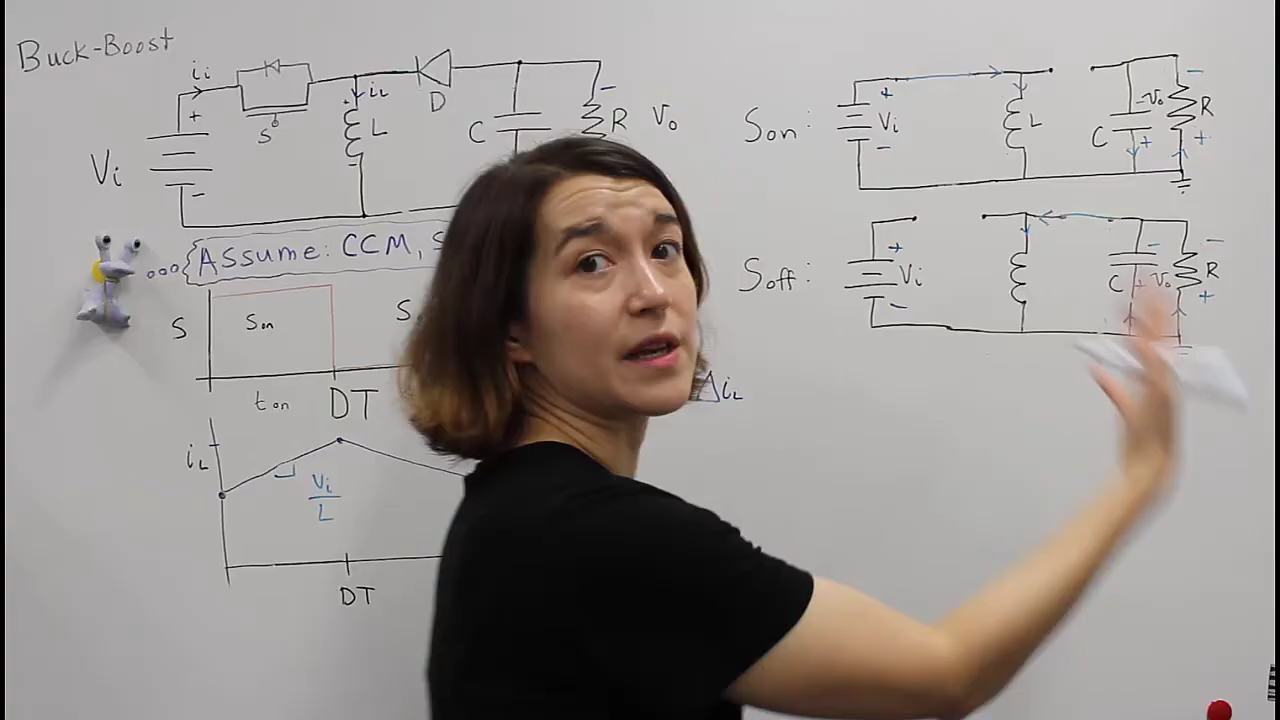 Buck-Boost
ii
+
S
iL
L
D
C
-
R
Vo
Vi
-
Assume: CCM,
S
Son
ton
DT
iL
Vi
L
DT
ΔiL
Son:
+
Vi
-
L
C
- Vo +
-
R
+
Soff:
+
Vi
-
C
-
+ Vo
-
R
+